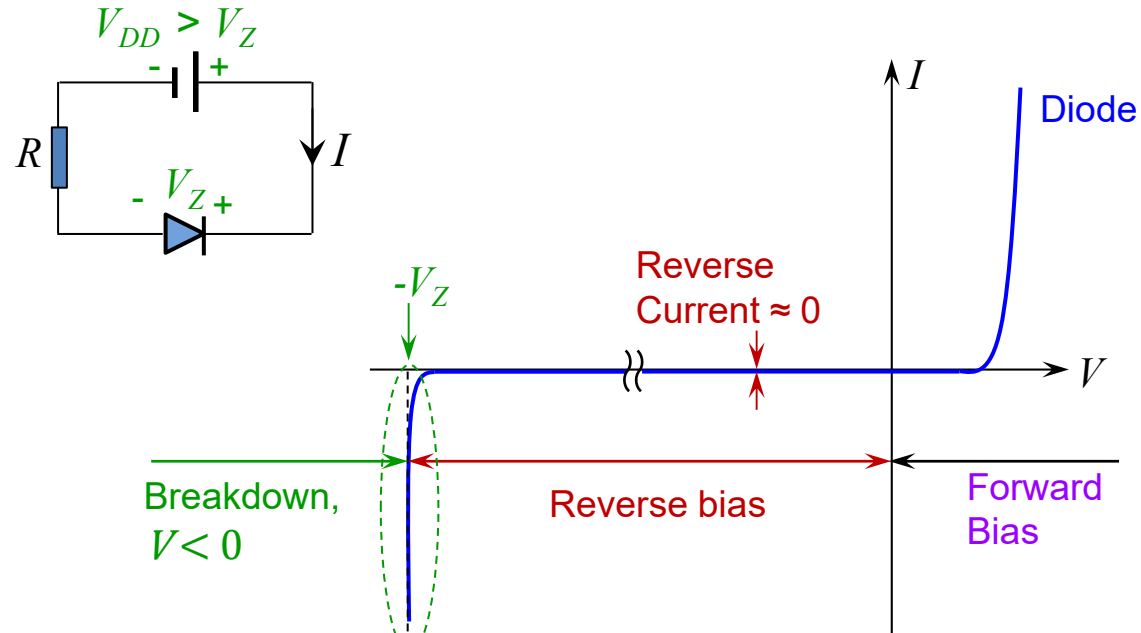 V_DD > V_Z
- +
R
I
- V_Z +
I
Diode
Reverse
Current ≈ 0
-V_Z
V
Breakdown,
V < 0
Reverse bias
Forward
Bias